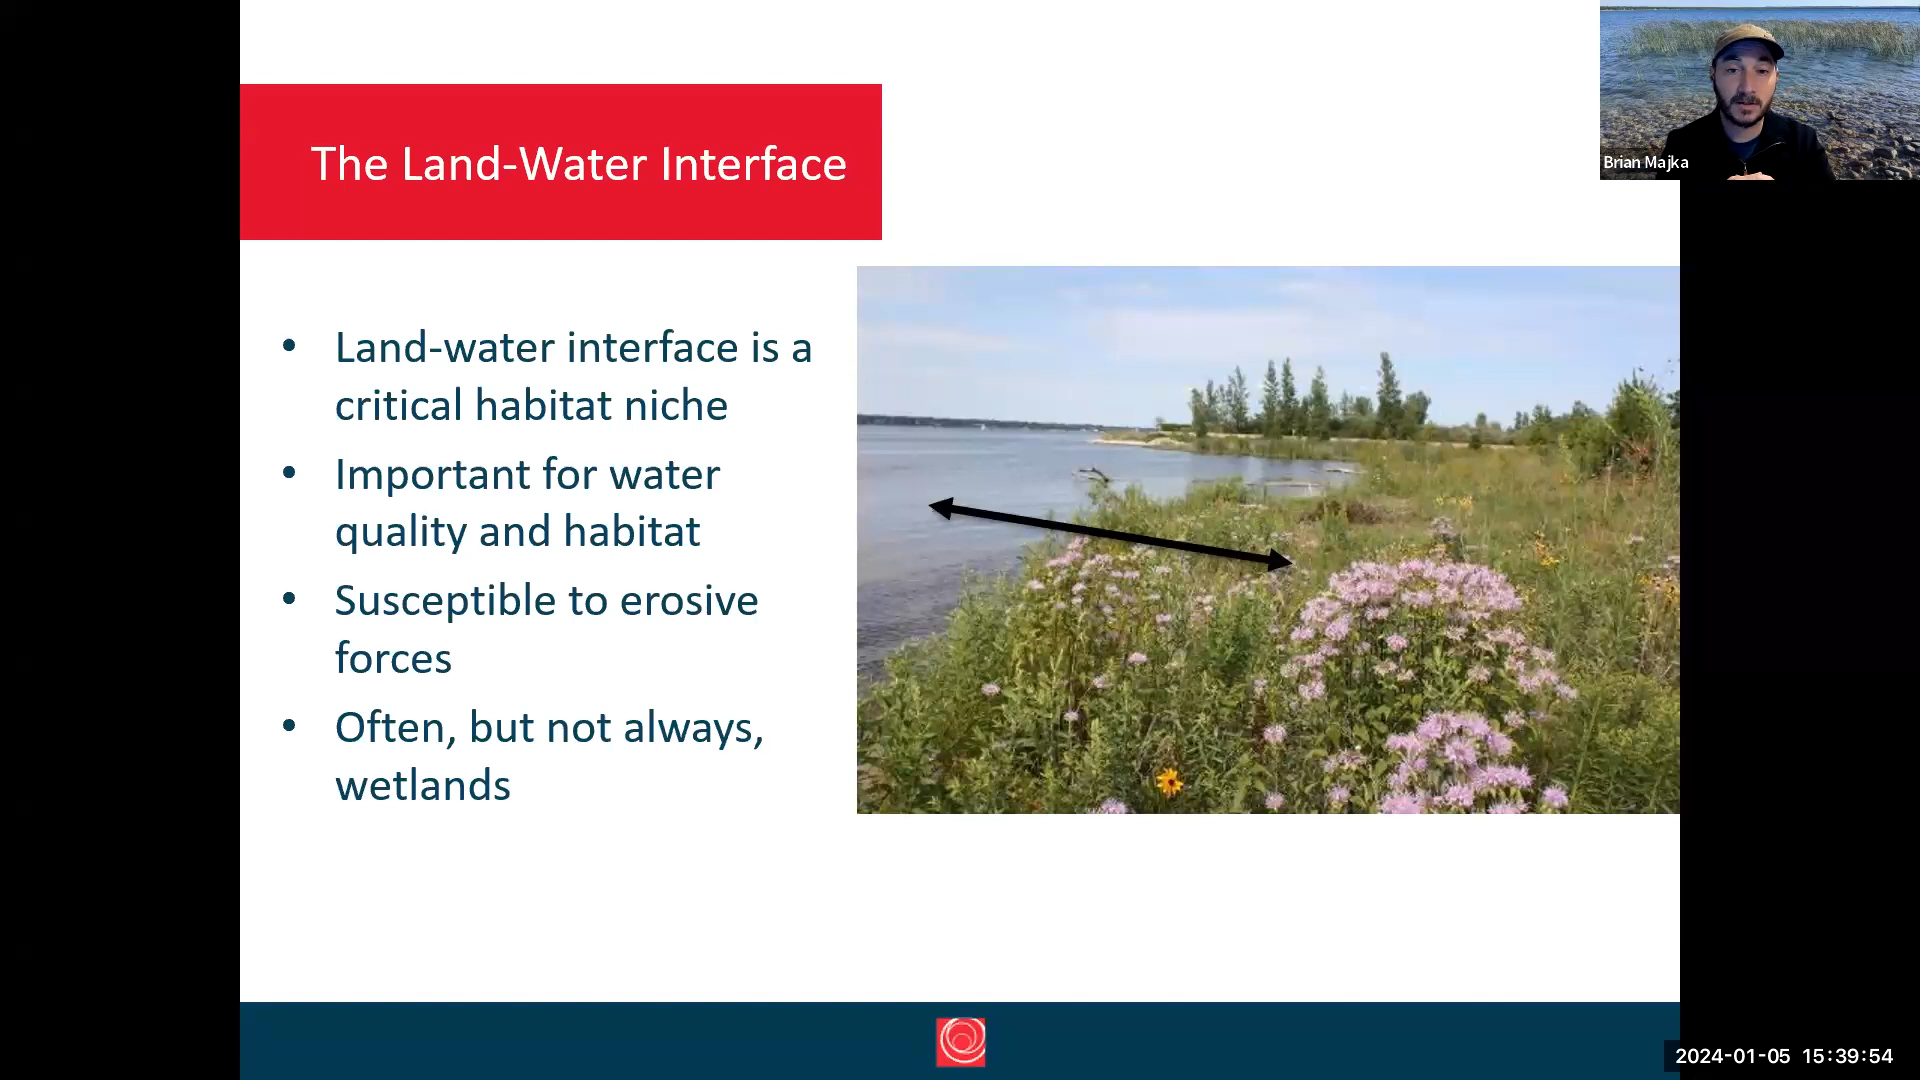 The Land-Water Interface
Brian Majka
• Land-water interface is a
critical habitat niche
• Important for water
quality and habitat
• Susceptible to erosive
forces
• Often, but not always,
wetlands
2024-01-05 15:39:54